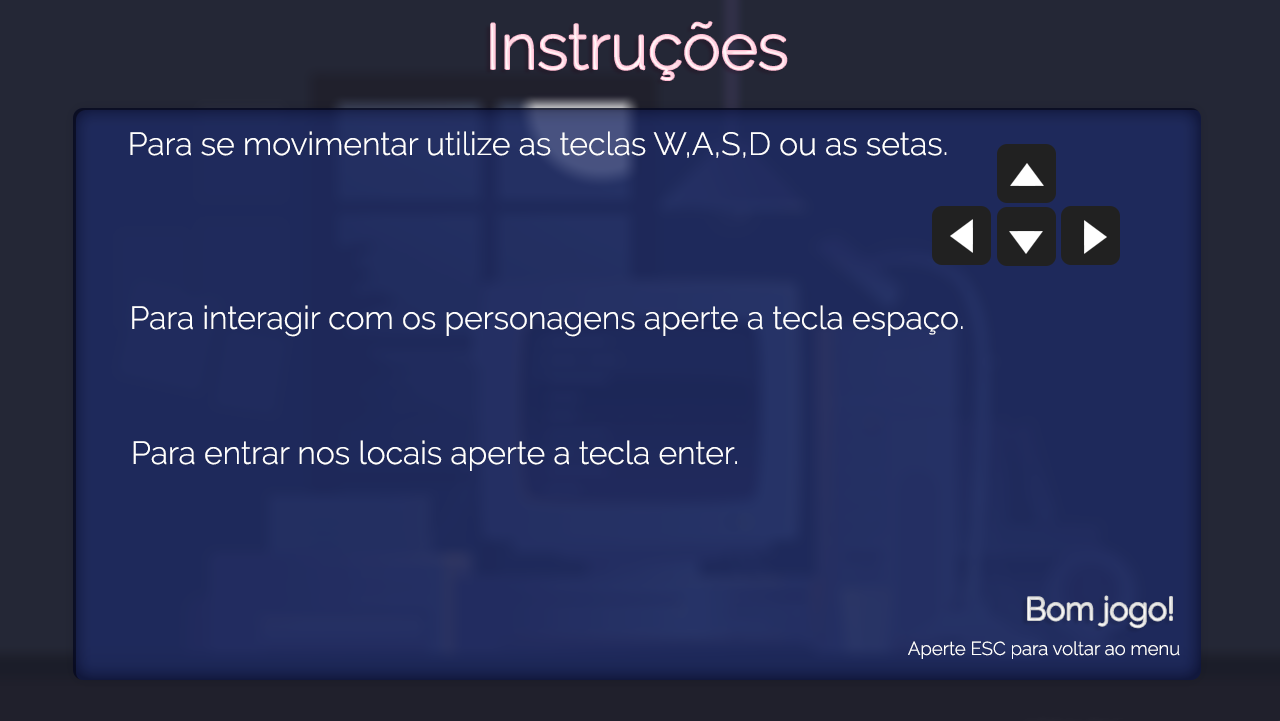 Instruções
Para se movimentar utilize as teclas W,A,S,D ou as setas.
Para interagir com os personagens aperte a tecla espaço.
Para entrar nos locais aperte a tecla enter.
Bom jogo!
Aperte ESC para voltar ao menu